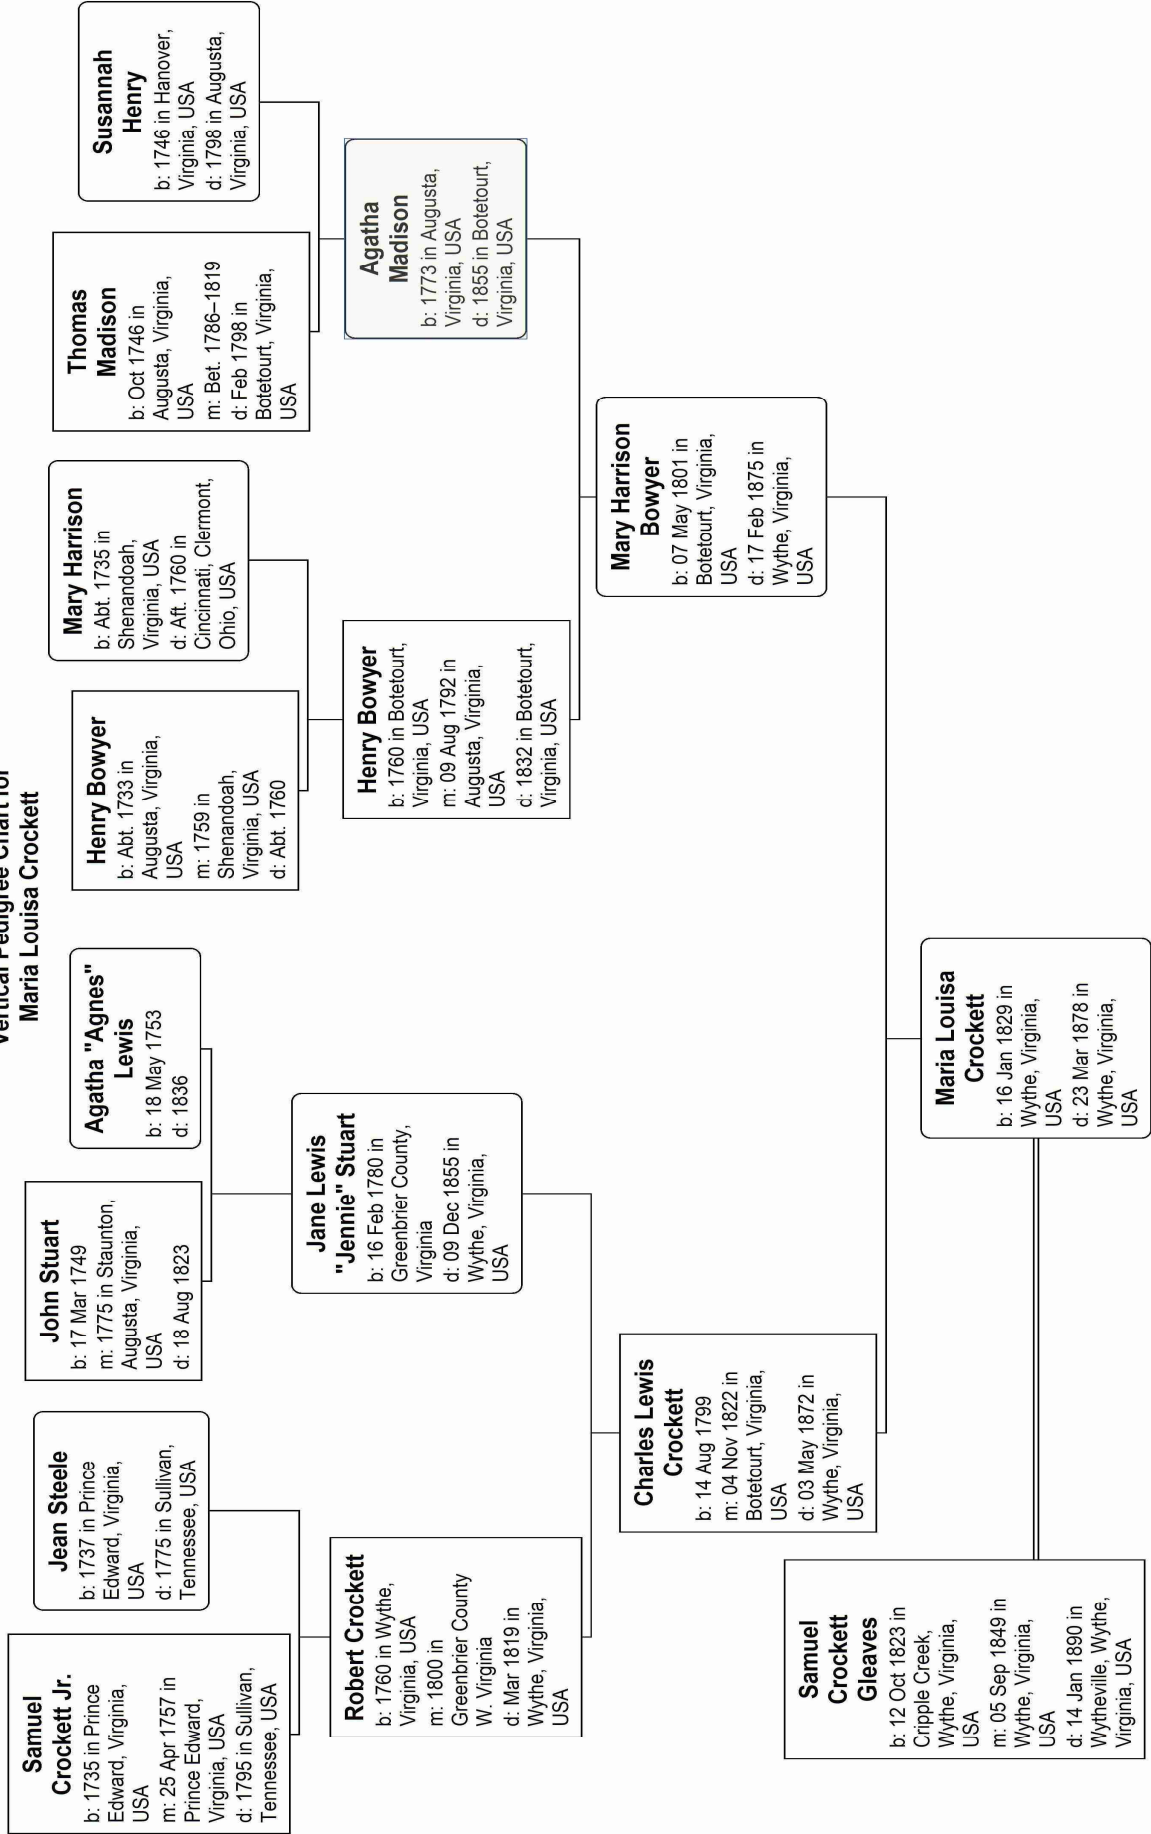 Vertical Pedigree Chart for
Maria Louisa Crockett
Samuel
Crockett Jr.
b: 1735 in Prince
Edward, Virginia,
USA
m: 25 Apr 1757 in
Prince Edward,
Virginia, USA
d: 1795 in Sullivan,
Tennessee, USA
Jean Steele
b: 1737 in Prince
Edward, Virginia,
USA
d: 1775 in Sullivan,
Tennessee, USA
John Stuart
b: 17 Mar 1749
m: 1775 in Staunton,
Augusta, Virginia,
USA
d: 18 Aug 1823
Agatha "Agnes"
Lewis
b: 18 May 1753
d: 1836
Henry Bowyer
b: Abt. 1733 in
Augusta, Virginia,
USA
m: 1759 in
Shenandoah,
Virginia, USA
d: Abt. 1760
Mary Harrison
b: Abt. 1735 in
Shenandoah,
Virginia, USA
d: Aft. 1760 in
Cincinnati, Clermont,
Ohio, USA
Thomas
Madison
b: Oct 1746 in
Augusta, Virginia,
USA
m: Bet. 1786–1819
d: Feb 1798 in
Botetourt, Virginia,
USA
Susannah
Henry
b: 1746 in Hanover,
Virginia, USA
d: 1798 in Augusta,
Virginia, USA
Robert Crockett
b: 1760 in Wythe,
Virginia, USA
m: 1800 in
Greenbrier County
W. Virginia
d: Mar 1819 in
Wythe, Virginia,
USA
Jane Lewis
"Jennie" Stuart
b: 16 Feb 1780 in
Greenbrier County,
Virginia
d: 09 Dec 1855 in
Wythe, Virginia,
USA
Henry Bowyer
b: 1760 in Botetourt,
Virginia, USA
m: 09 Aug 1792 in
Augusta, Virginia,
USA
d: 1832 in Botetourt,
Virginia, USA
Agatha
Madison
b: 1773 in Augusta,
Virginia, USA
d: 1855 in Botetourt,
Virginia, USA
Charles Lewis
Crockett
b: 14 Aug 1799
m: 04 Nov 1822 in
Botetourt, Virginia,
USA
d: 03 May 1872 in
Wythe, Virginia,
USA
Mary Harrison
Bowyer
b: 07 May 1801 in
Botetourt, Virginia,
USA
d: 17 Feb 1875 in
Wythe, Virginia,
USA
Samuel
Crockett
Gleaves
b: 12 Oct 1823 in
Cripple Creek,
Wythe, Virginia,
USA
m: 05 Sep 1849 in
Wythe, Virginia,
USA
d: 14 Jan 1890 in
Wytheville, Wythe,
Virginia, USA
Maria Louisa
Crockett
b: 16 Jan 1829 in
Wythe, Virginia,
USA
d: 23 Mar 1878 in
Wythe, Virginia,
USA